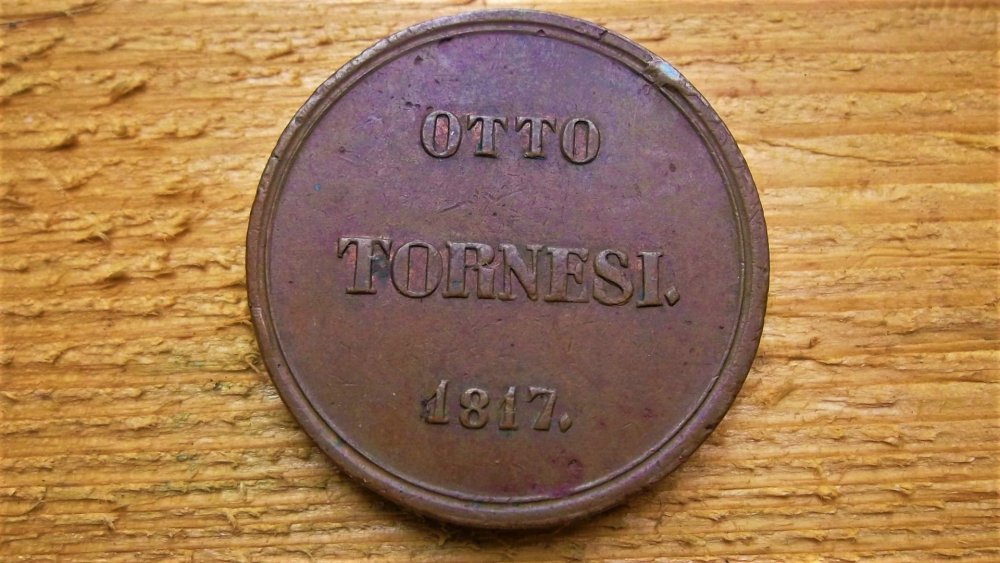 OTTO
TORNESI.
1817.